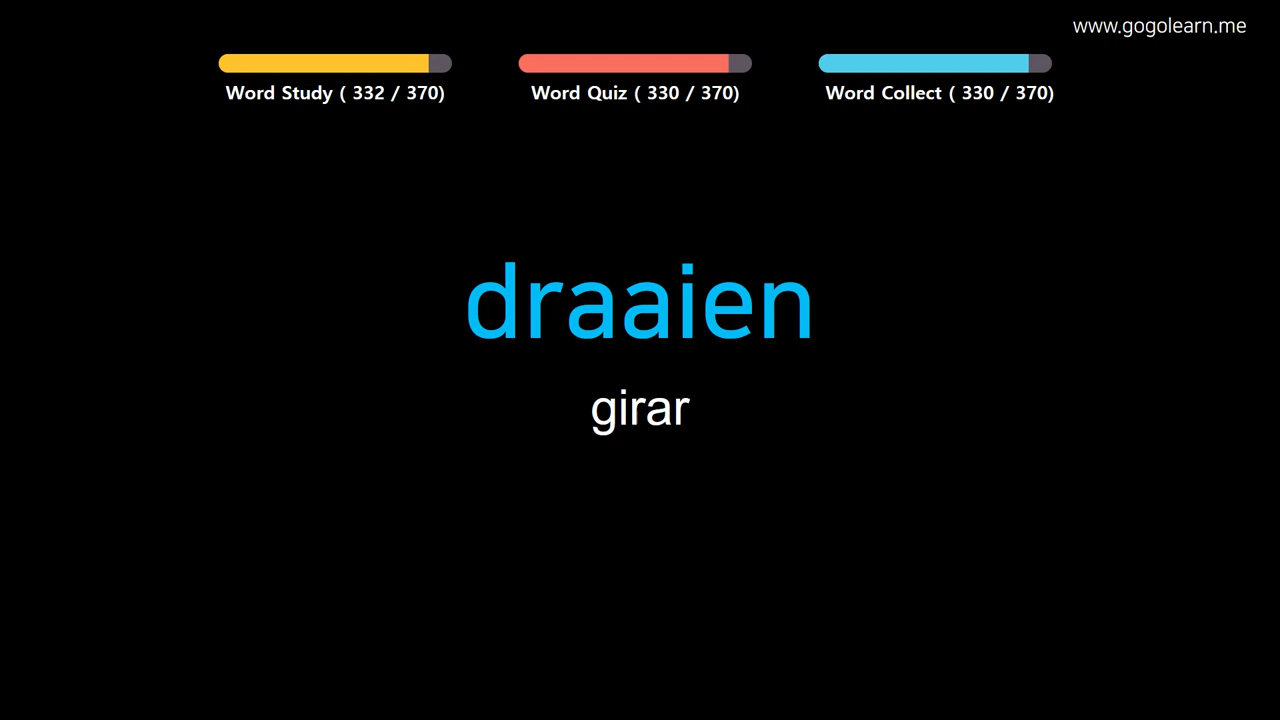 www.gogolearn.me
Word Study ( 332 / 370)
Word Quiz ( 330 / 370)
Word Collect ( 330 / 370)
draaien
girar